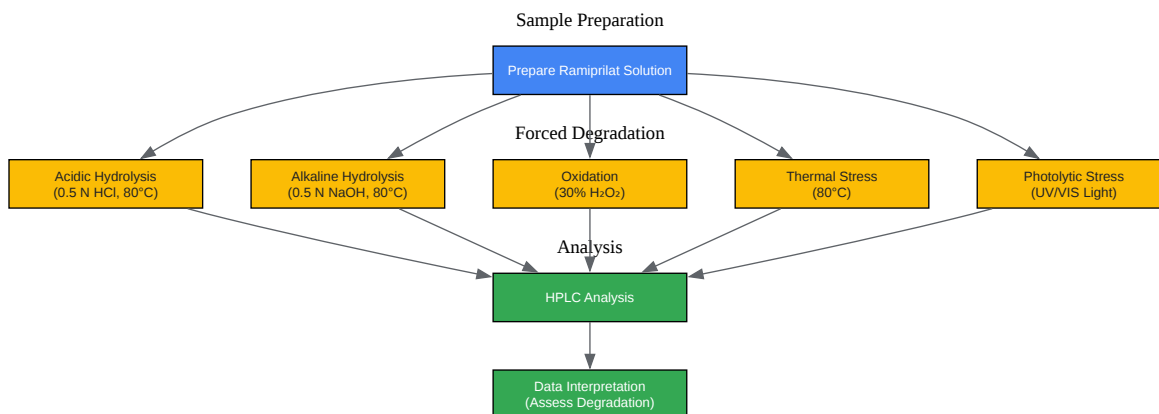 Sample Preparation
Prepare Ramiprilat Solution
Forced Degradation
Acidic Hydrolysis
(0.5 N HCl, 80°C)
Alkaline Hydrolysis
(0.5 N NaOH, 80°C)
Oxidation
(30% H₂O₂)
Thermal Stress
(80°C)
Photolytic Stress
(UV/VIS Light)
Analysis
HPLC Analysis
Data Interpretation
(Assess Degradation)